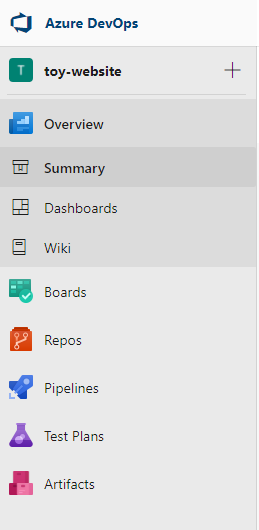 Azure DevOps
T toy-website
Overview
Summary
Dashboards
Wiki
Boards
Repos
Pipelines
Test Plans
Artifacts